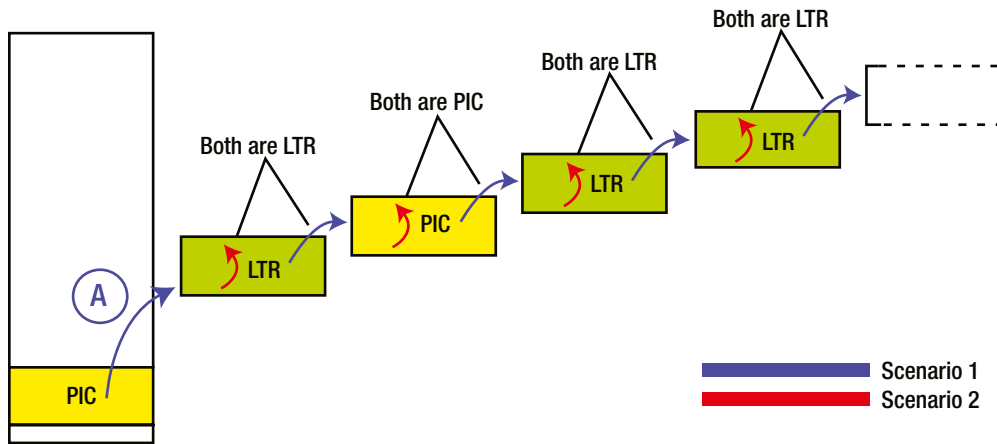 Both are LTR
Both are LTR
Both are PIC
Both are LTR
LTR
LTR
PIC
LTR
A
PIC
Scenario 1
Scenario 2